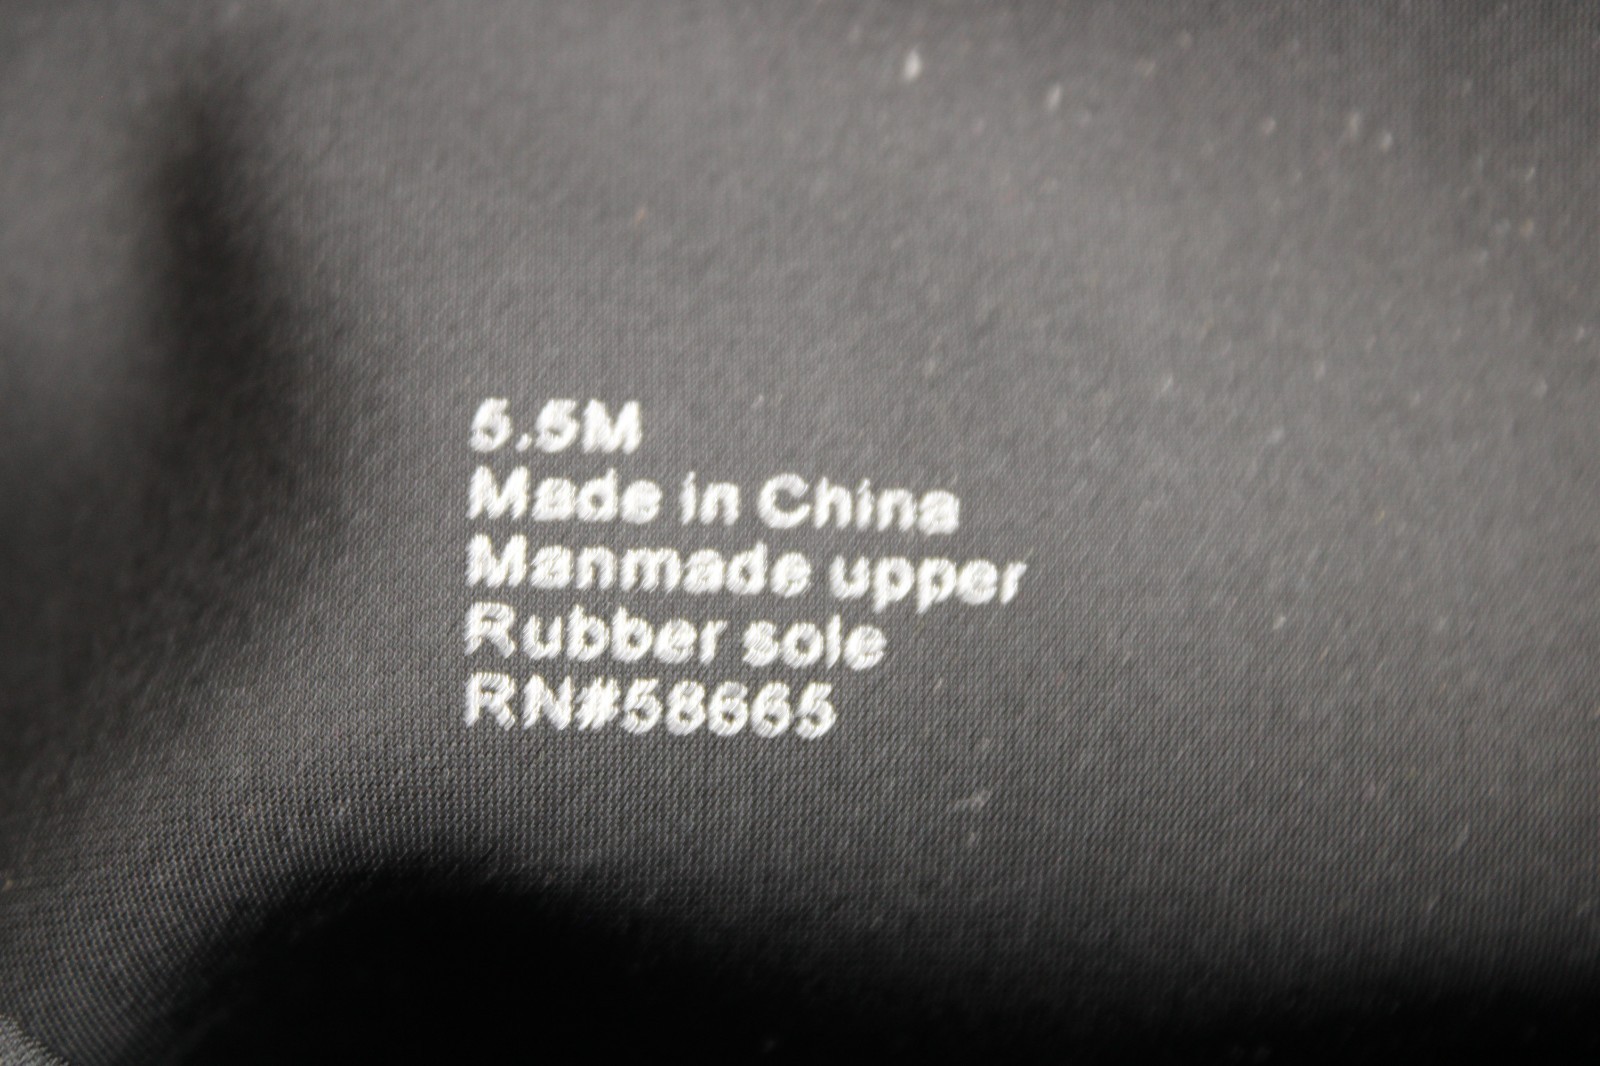 5.5M
Made in China
Manmade upper
Rubber sole
RN#58665